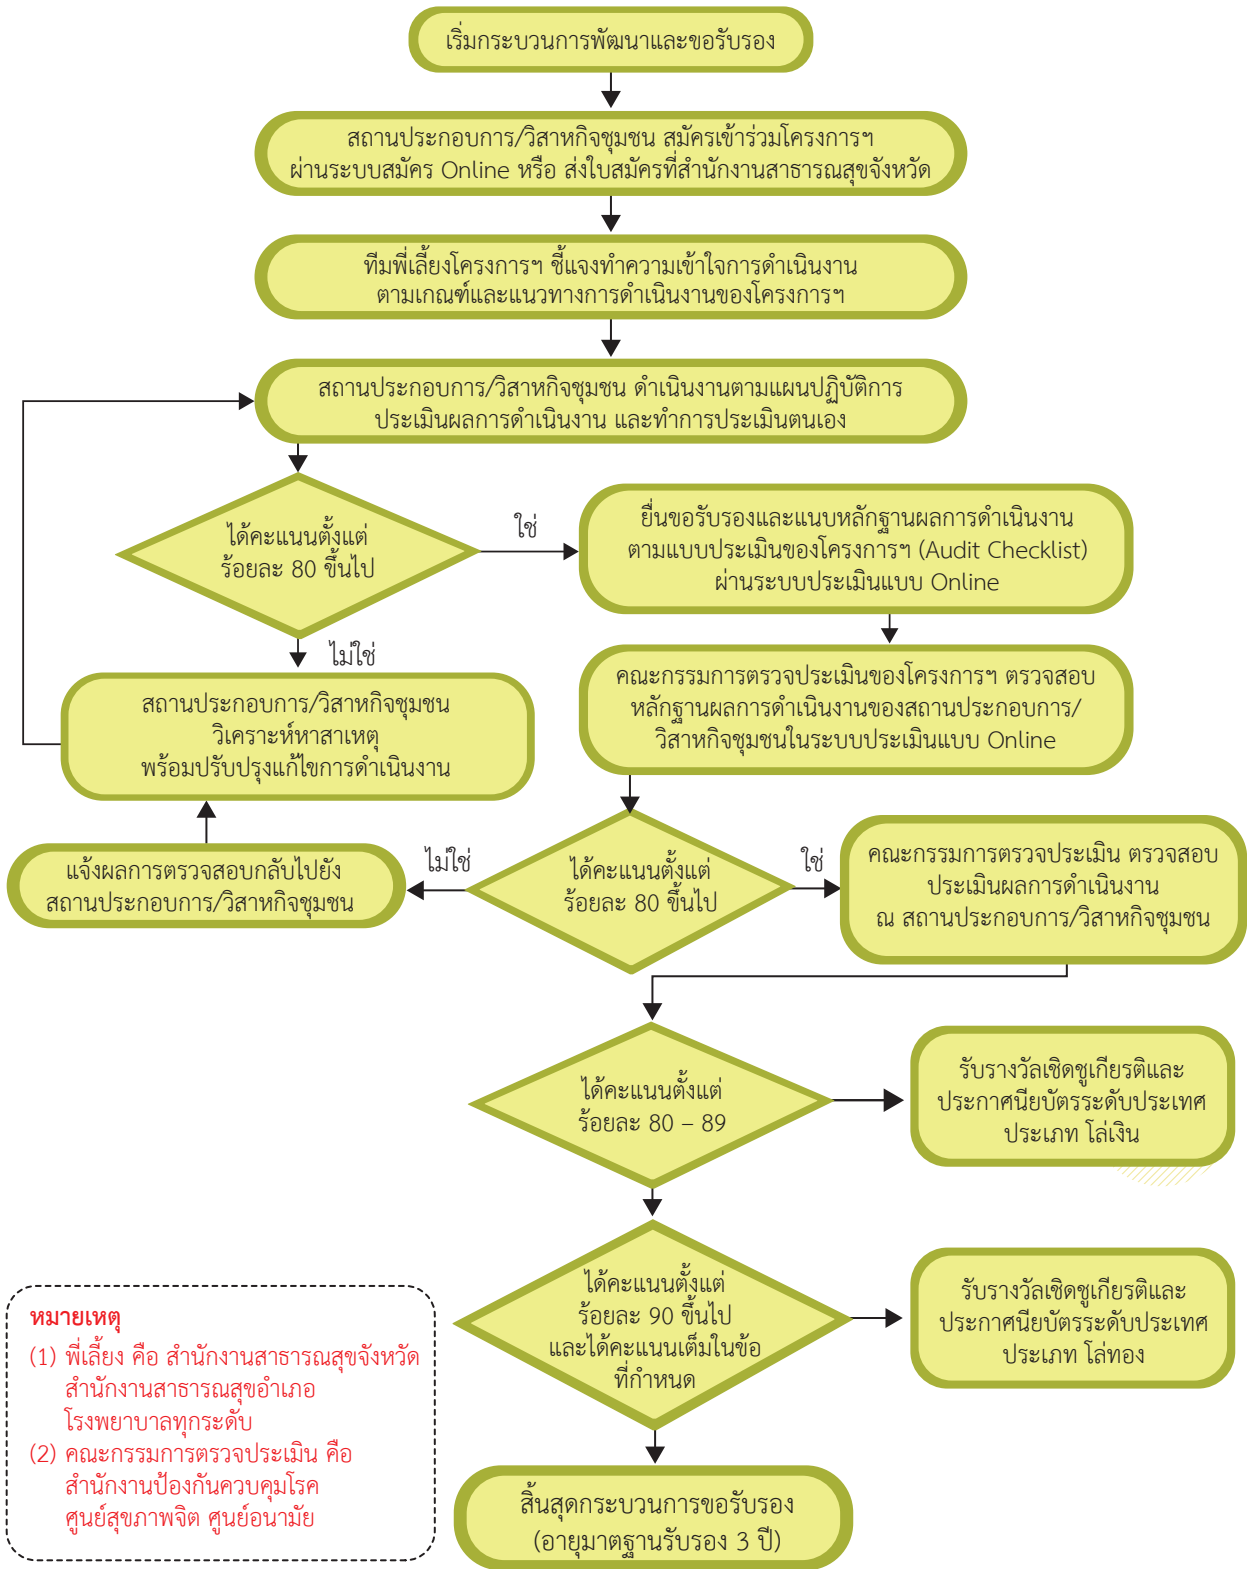 เริ่มกระบวนการพัฒนาและขอรับรอง
สถานประกอบการ/วิสาหกิจชุมชน สมัครเข้าร่วมโครงการฯ
ผ่านระบบสมัคร Online หรือ ส่งใบสมัครที่สำนักงานสาธารณสุขจังหวัด
ทีมพี่เลี้ยงโครงการฯ ชี้แจงทำความเข้าใจการดำเนินงาน
ตามเกณฑ์และแนวทางการดำเนินงานของโครงการฯ
สถานประกอบการ/วิสาหกิจชุมชน ดำเนินงานตามแผนปฏิบัติการ
ประเมินผลการดำเนินงาน และทำการประเมินตนเอง
ได้คะแนนตั้งแต่
ร้อยละ 80 ขึ้นไป
ใช่
ยื่นขอรับรองและแนบหลักฐานผลการดำเนินงาน
ตามแบบประเมินของโครงการฯ (Audit Checklist)
ผ่านระบบประเมินแบบ Online
ไม่ใช่
สถานประกอบการ/วิสาหกิจชุมชน
วิเคราะห์หาสาเหตุ
พร้อมปรับปรุงแก้ไขการดำเนินงาน
คณะกรรมการตรวจประเมินของโครงการฯ ตรวจสอบ
หลักฐานผลการดำเนินงานของสถานประกอบการ/
วิสาหกิจชุมชนในระบบประเมินแบบ Online
แจ้งผลการตรวจสอบกลับไปยัง
สถานประกอบการ/วิสาหกิจชุมชน
ไม่ใช่
ได้คะแนนตั้งแต่
ร้อยละ 80 ขึ้นไป
ใช่
คณะกรรมการตรวจประเมิน ตรวจสอบ
ประเมินผลการดำเนินงาน
ณ สถานประกอบการ/วิสาหกิจชุมชน
ได้คะแนนตั้งแต่
ร้อยละ 80 – 89
รับรางวัลเชิดชูเกียรติและ
ประกาศนียบัตรระดับประเทศ
ประเภท โล่เงิน
ได้คะแนนตั้งแต่
ร้อยละ 90 ขึ้นไป
และได้คะแนนเต็มในข้อ
ที่กำหนด
รับรางวัลเชิดชูเกียรติและ
ประกาศนียบัตรระดับประเทศ
ประเภท โล่ทอง
หมายเหตุ
(1) พี่เลี้ยง คือ สำนักงานสาธารณสุขจังหวัด
สำนักงานสาธารณสุขอำเภอ
โรงพยาบาลทุกระดับ
(2) คณะกรรมการตรวจประเมิน คือ
สำนักงานป้องกันควบคุมโรค
ศูนย์สุขภาพจิต ศูนย์อนามัย
สิ้นสุดกระบวนการขอรับรอง
(อายุมาตฐานรับรอง 3 ปี)